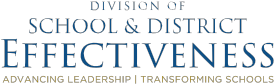 DIVISION OF
SCHOOL & DISTRICT
EFFECTIVENESS
ADVANCING LEADERSHIP | TRANSFORMING SCHOOLS